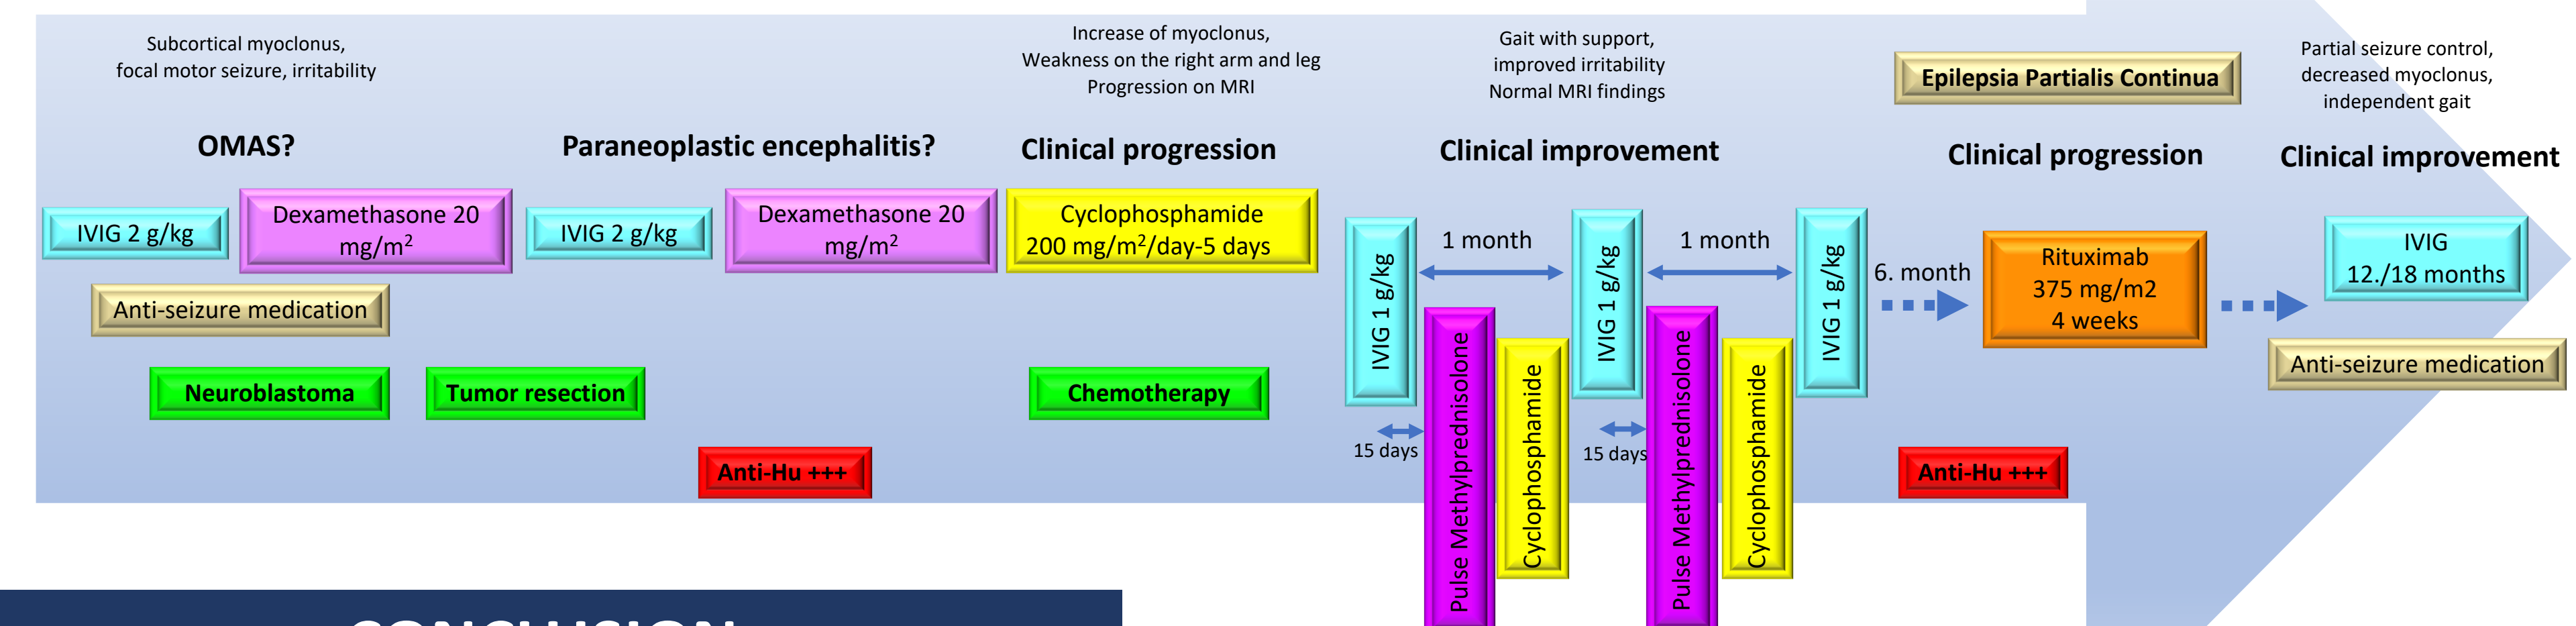 Subcortical myoclonus,
focal motor seizure, irritability
OMAS?
IVIG 2 g/kg
Dexamethasone 20
mg/m²
Anti-seizure medication
Neuroblastoma
Tumor resection
Paraneoplastic encephalitis?
IVIG 2 g/kg
Dexamethasone 20
mg/m²
Anti-Hu +++
Increase of myoclonus,
Weakness on the right arm and leg
Progression on MRI
Clinical progression
Cyclophosphamide
200 mg/m²/day-5 days
Chemotherapy
Gait with support,
improved irritability
Normal MRI findings
Clinical improvement
IVIG 1 g/kg
1 month
15 days
Pulse Methylprednisolone
Cyclophosphamide
IVIG 1 g/kg
1 month
15 days
Pulse Methylprednisolone
Cyclophosphamide
IVIG 1 g/kg
6. month
Epilepsia Partialis Continua
Clinical progression
Rituximab
375 mg/m2
4 weeks
Anti-Hu +++
Partial seizure control,
decreased myoclonus,
independent gait
Clinical improvement
IVIG
12./18 months
Anti-seizure medication
CONCLUSION